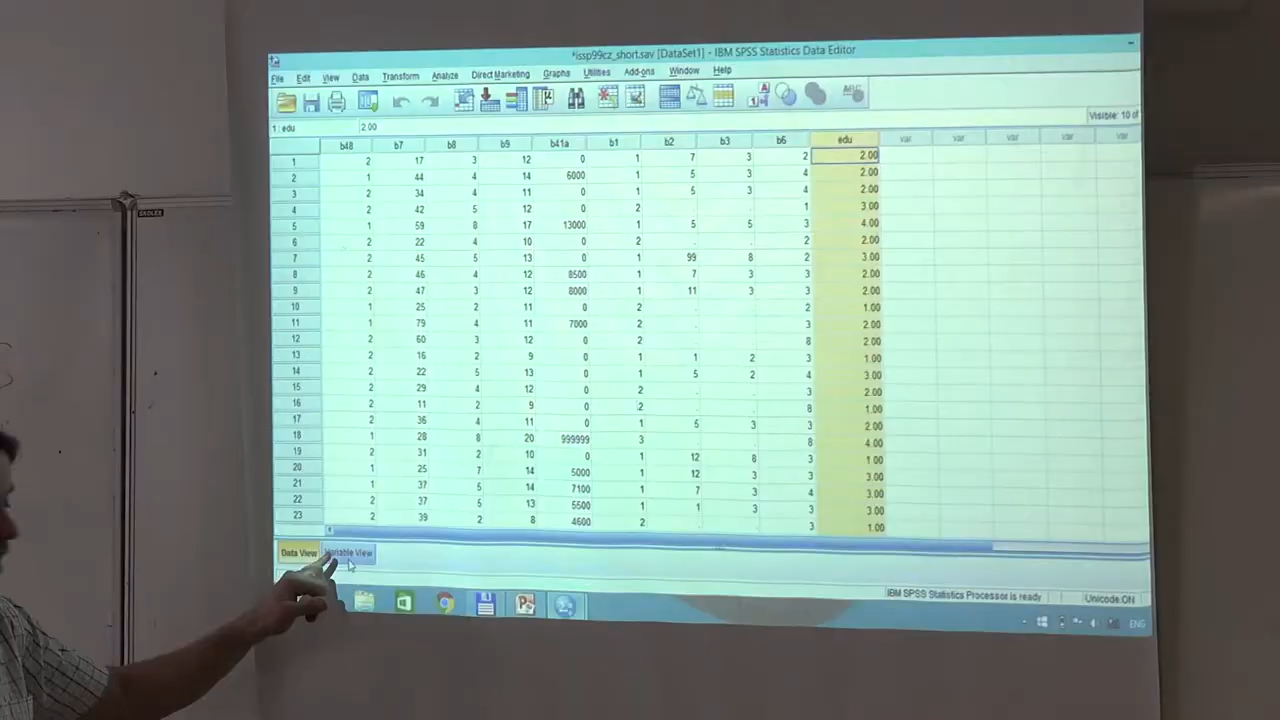 *issp99cz_short.sav [DataSet1] - IBM SPSS Statistics Data Editor
File Edit View Data Transform Analyze Direct Marketing Graphs Utilities Add-ons Window Help
1 : edu 2.00 Visible: 10 of
b48 b7 b8 b9 b41a b1 b2 b3 b6 edu var var var var var
1 2 17 3 12 0 1 7 3 2 2.00
2 1 44 4 14 6000 1 5 3 4 2.00
3 2 34 4 11 0 1 5 3 4 2.00
4 2 42 5 12 0 2 . . 1 3.00
5 1 59 8 17 13000 1 5 5 3 4.00
6 2 22 4 10 0 2 . . 2 2.00
7 2 45 5 13 0 1 99 8 2 3.00
8 2 46 4 12 8500 1 7 3 3 2.00
9 2 47 3 12 8000 1 11 3 3 2.00
10 1 25 2 11 0 2 . . 2 1.00
11 1 79 4 11 7000 2 . . 3 2.00
12 2 60 3 12 0 2 . . 8 2.00
13 2 16 2 9 0 1 1 2 3 1.00
14 2 22 5 13 0 1 5 2 4 3.00
15 2 29 4 12 0 2 . . 3 2.00
16 2 11 2 9 0 2 . . 8 1.00
17 2 36 4 11 0 1 5 3 3 2.00
18 1 28 8 20 999999 3 . . 8 4.00
19 2 31 2 10 0 1 12 8 3 1.00
20 1 25 7 14 5000 1 12 3 3 3.00
21 1 37 5 14 7100 1 7 3 4 3.00
22 2 37 5 13 5500 1 1 3 3 3.00
23 2 39 2 8 4600 2 . . 3 1.00
Data View Variable View
IBM SPSS Statistics Processor is ready Unicode:ON
ENG
SKOLEX